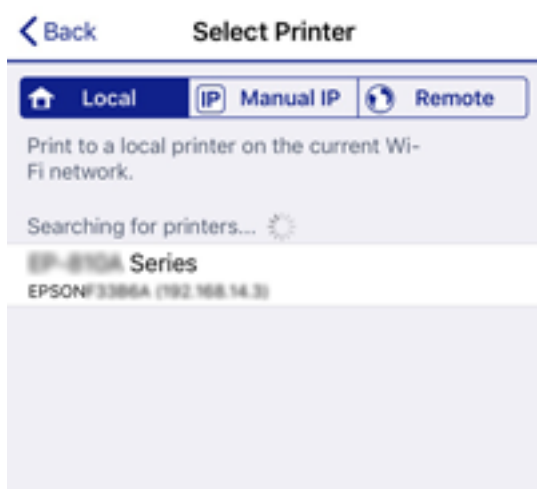 Back
Select Printer
Local
IP Manual IP
Remote
Print to a local printer on the current Wi-
Fi network.
Searching for printers...
Series
EPSON